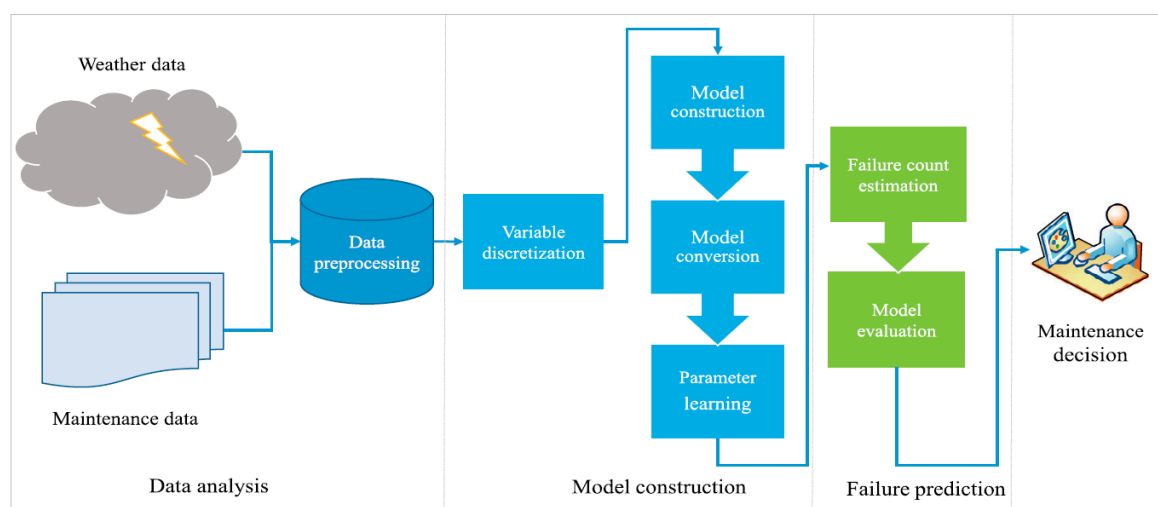 Weather data
Maintenance data
Data
preprocessing
Data analysis
Variable
discretization
Model
construction
Model
conversion
Parameter
learning
Model construction
Failure count
estimation
Model
evaluation
Failure prediction
Maintenance
decision